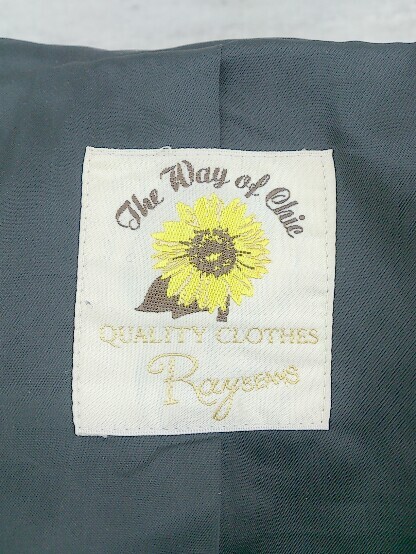 The Way of Chic
QUALITY CLOTHES
Ray BEAMS